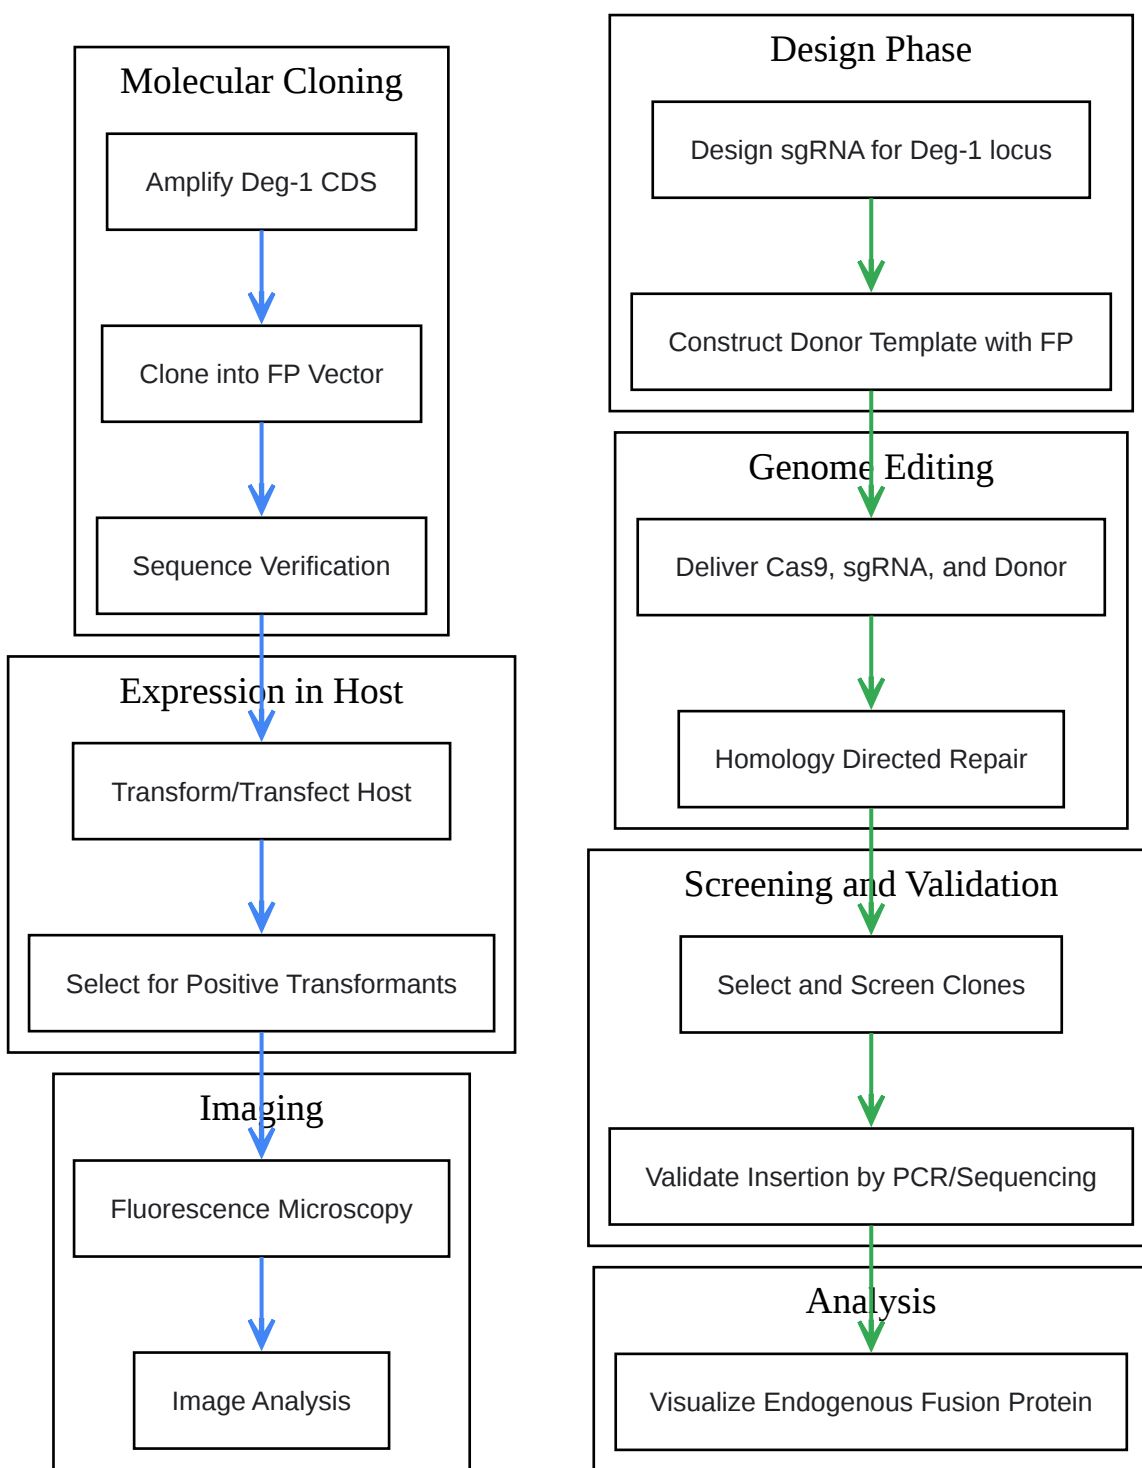 Molecular Cloning
Amplify Deg-1 CDS
Clone into FP Vector
Sequence Verification
Expression in Host
Transform/Transfect Host
Select for Positive Transformants
Imaging
Fluorescence Microscopy
Image Analysis
Design Phase
Design sgRNA for Deg-1 locus
Construct Donor Template with FP
Genome Editing
Deliver Cas9, sgRNA, and Donor
Homology Directed Repair
Screening and Validation
Select and Screen Clones
Validate Insertion by PCR/Sequencing
Analysis
Visualize Endogenous Fusion Protein